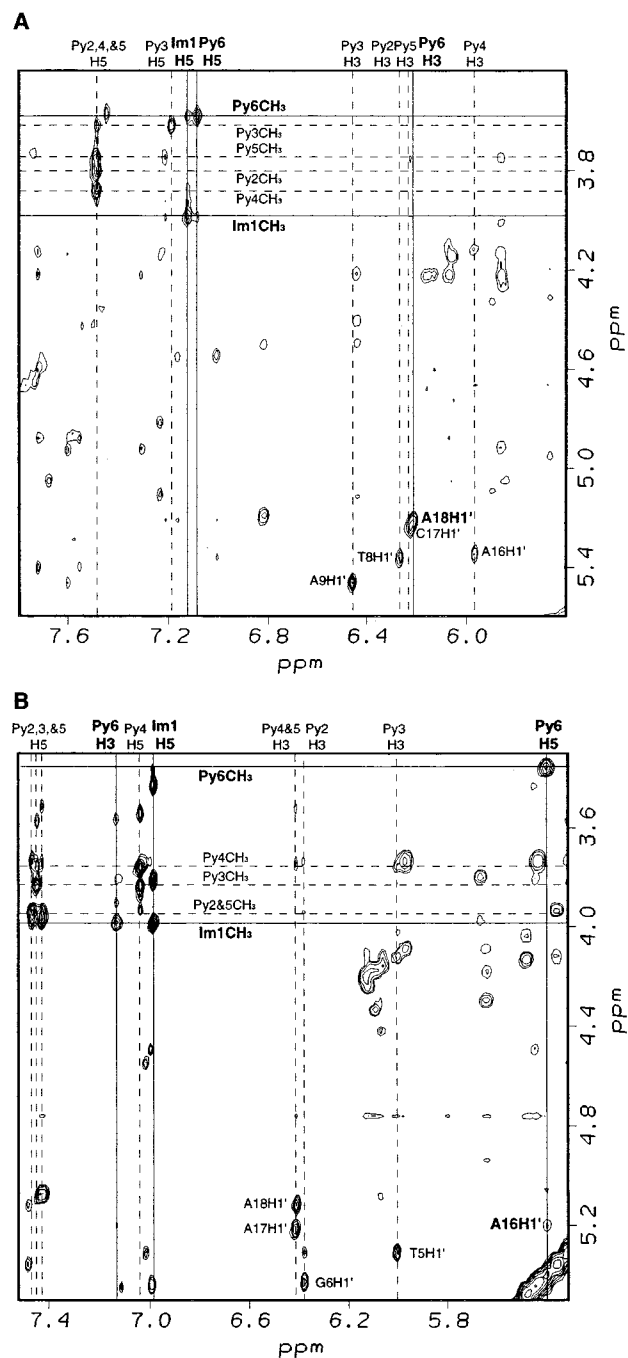 A
Py2,4,&5 Py3 Im1 Py6 Py3 Py2 Py5 Py6 Py4
H5 H5 H5 H5 H3 H3 H3 H3 H3
Py6CH₃
Py3CH₃
Py5CH₃
Py2CH₃
Py4CH₃
Im1CH₃
3.8
4.2
4.6
5.0
5.4
ppm
A18H1'
C17H1'
T8H1'
A16H1'
A9H1'
7.6 7.2 6.8 6.4 6.0
ppm
B
Py2,3,&5 Py6 Py4 Im1 Py4&5 Py2 Py3 Py6
H5 H3 H5 H5 H3 H3 H3 H5
Py6CH₃
Py4CH₃
Py3CH₃
Py2&5CH₃
Im1CH₃
3.6
4.0
4.4
4.8
5.2
ppm
A18H1'
A17H1'
A16H1'
T5H1'
G6H1'
7.4 7.0 6.6 6.2 5.8
ppm